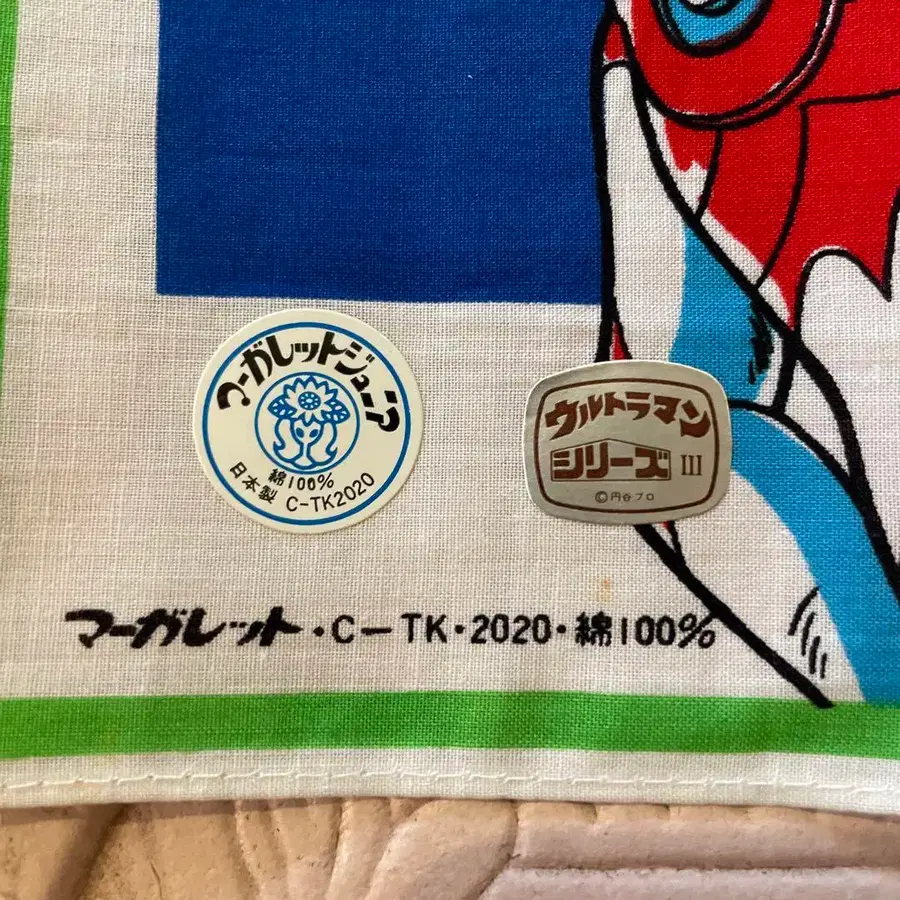 マーガレットジュニア
綿100%
日本製 C-TK2020
ウルトラマン
シリーズ III
©円谷プロ
マーガレット・C-TK・2020・綿100%